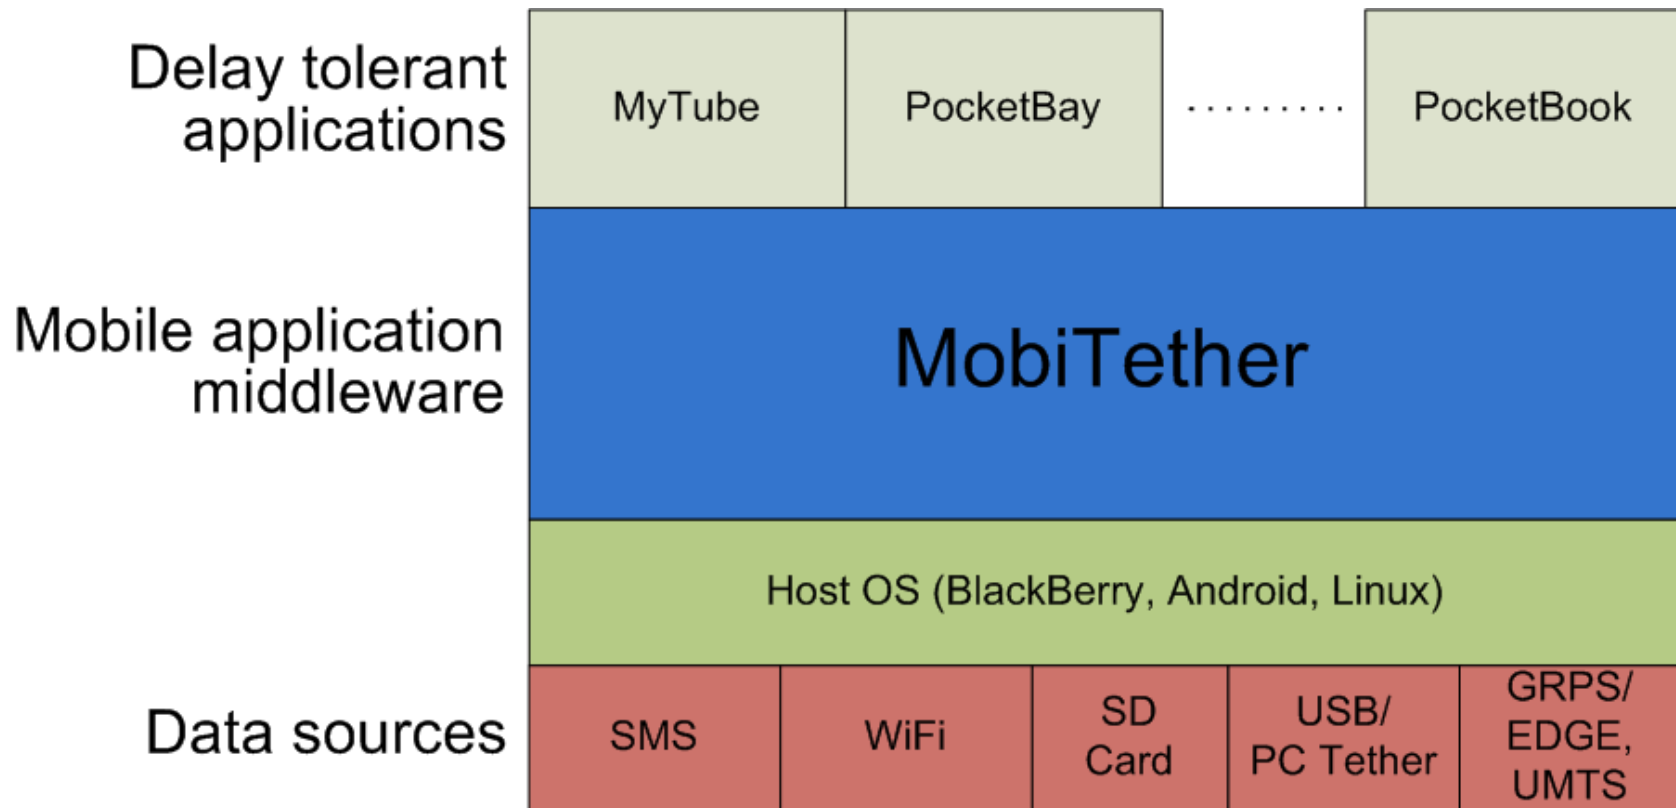 Delay tolerant
applications
MyTube
PocketBay
.........
PocketBook
Mobile application
middleware
MobiTether
Host OS (BlackBerry, Android, Linux)
Data sources
SMS
WiFi
SD
Card
USB/
PC Tether
GRPS/
EDGE,
UMTS